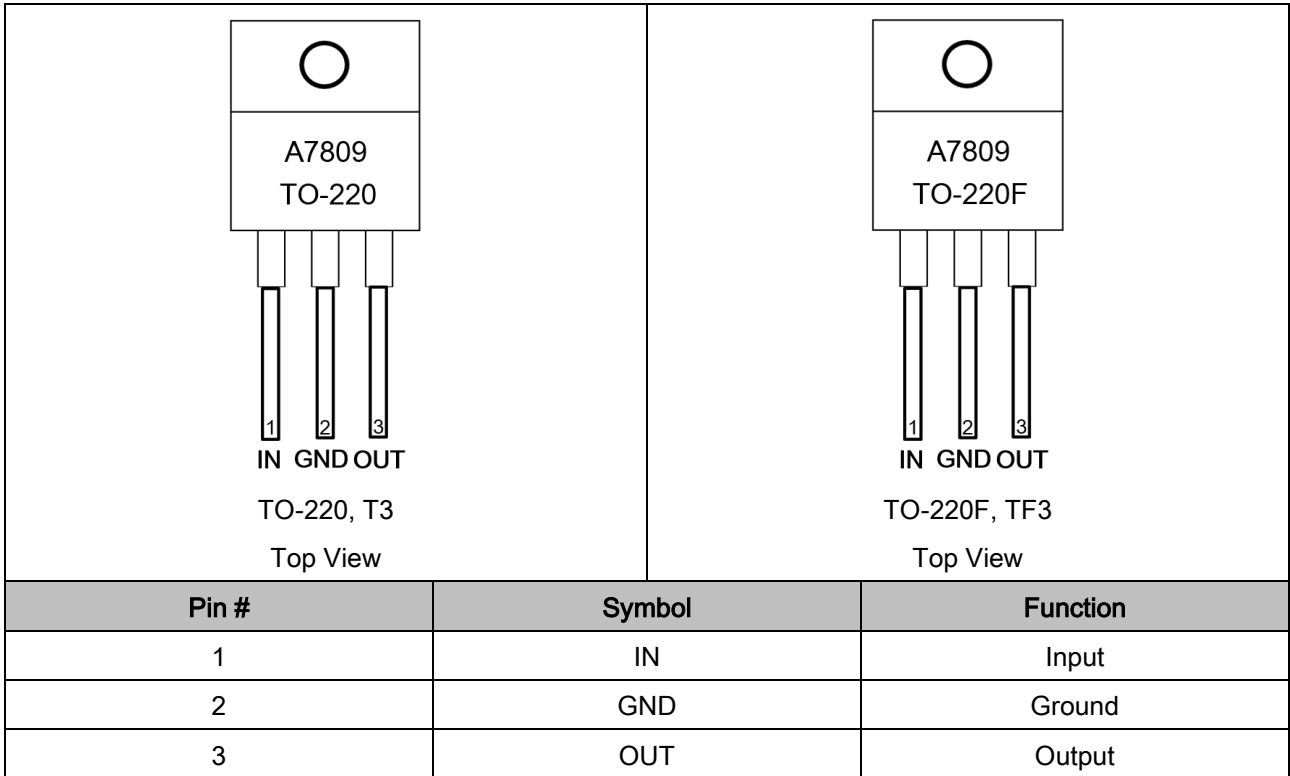 A7809
TO-220
1 2 3
IN GND OUT
TO-220, T3
Top View
A7809
TO-220F
1 2 3
IN GND OUT
TO-220F, TF3
Top View
Pin # Symbol Function
1 IN Input
2 GND Ground
3 OUT Output